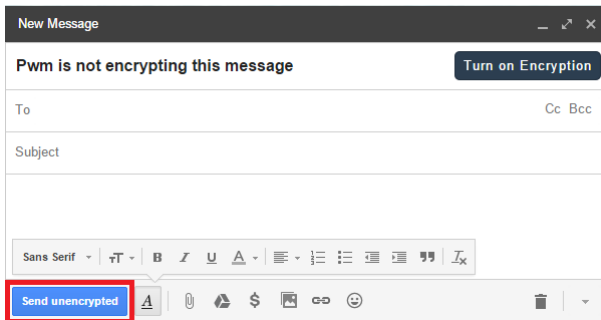 New Message
Pwm is not encrypting this message Turn on Encryption
To Cc Bcc
Subject
Sans Serif
Send unencrypted